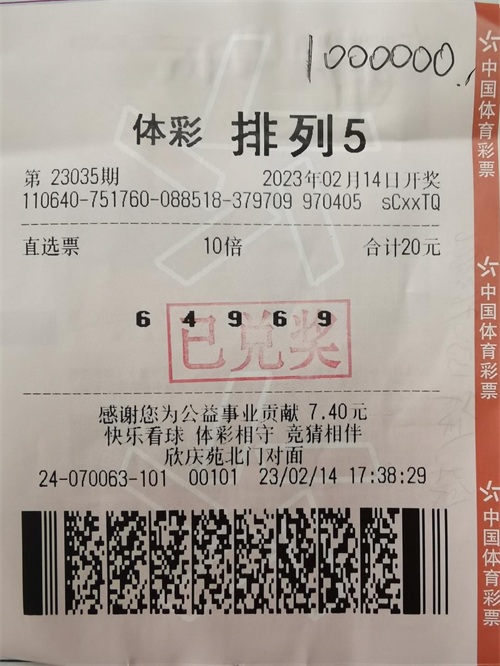 1000000.
体彩 排列5
第 23035期 2023年02月14日开奖
110640-751760-088518-379709 970405 sCxxTQ
直选票 10倍 合计20元
6 4 9 6 9
已兑奖
感谢您为公益事业贡献 7.40元
快乐看球 体彩相守 竞猜相伴
欣庆苑北门对面
24-070063-101 00101 23/02/14 17:38:29
中国体育彩票
中国体育彩票
中国体育彩票